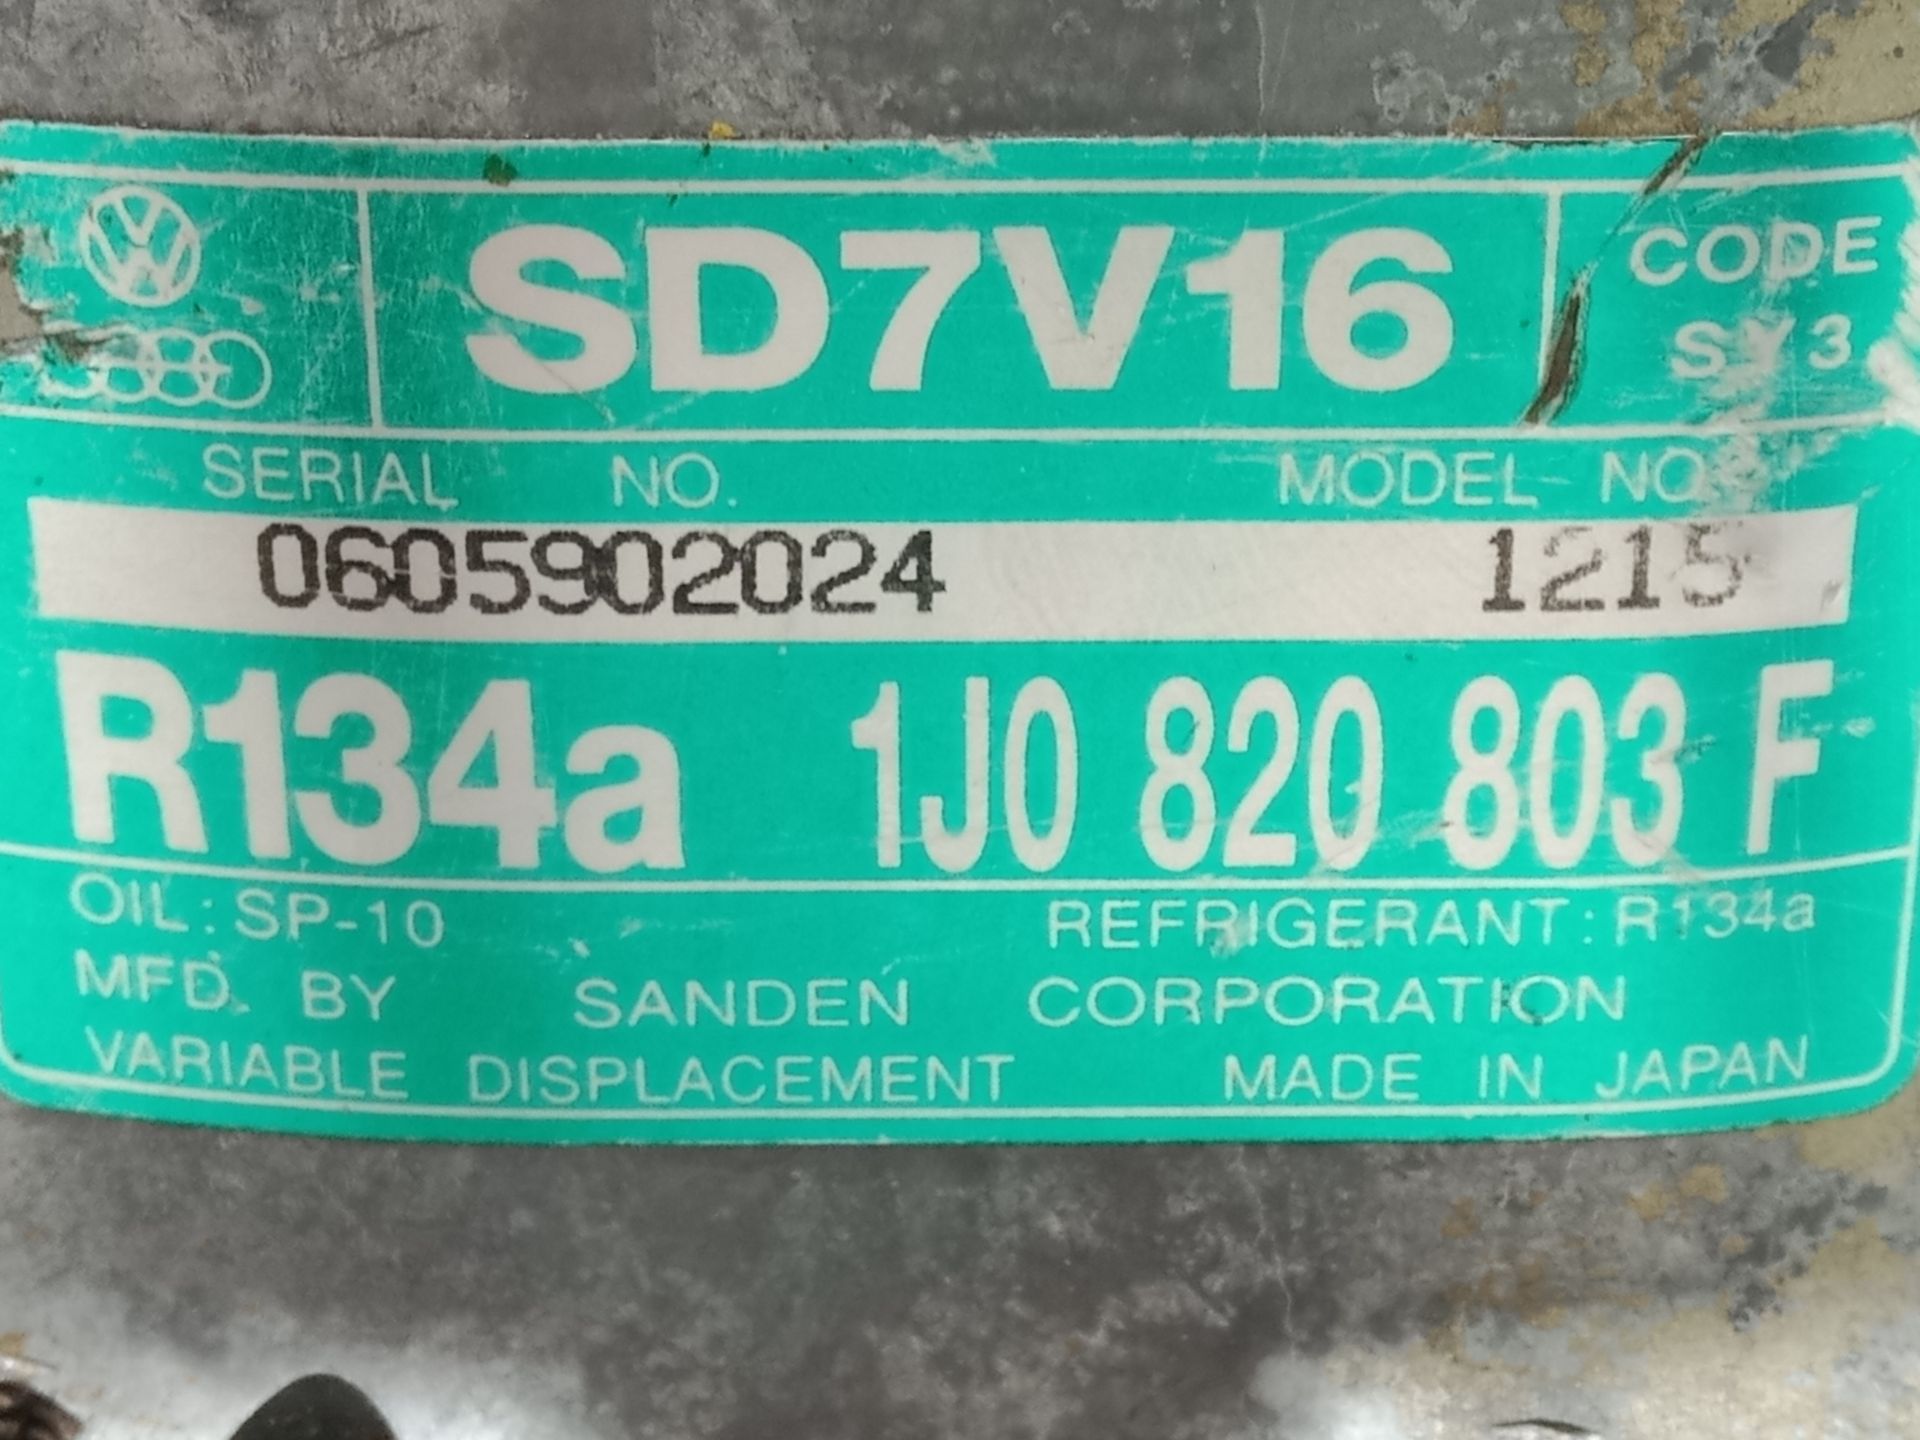 SD7V16 CODE
SY3
SERIAL NO. MODEL NO
0605902024 1215
R134a 1J0 820 803 F
OIL: SP-10 REFRIGERANT: R134a
MFD. BY SANDEN CORPORATION
VARIABLE DISPLACEMENT MADE IN JAPAN